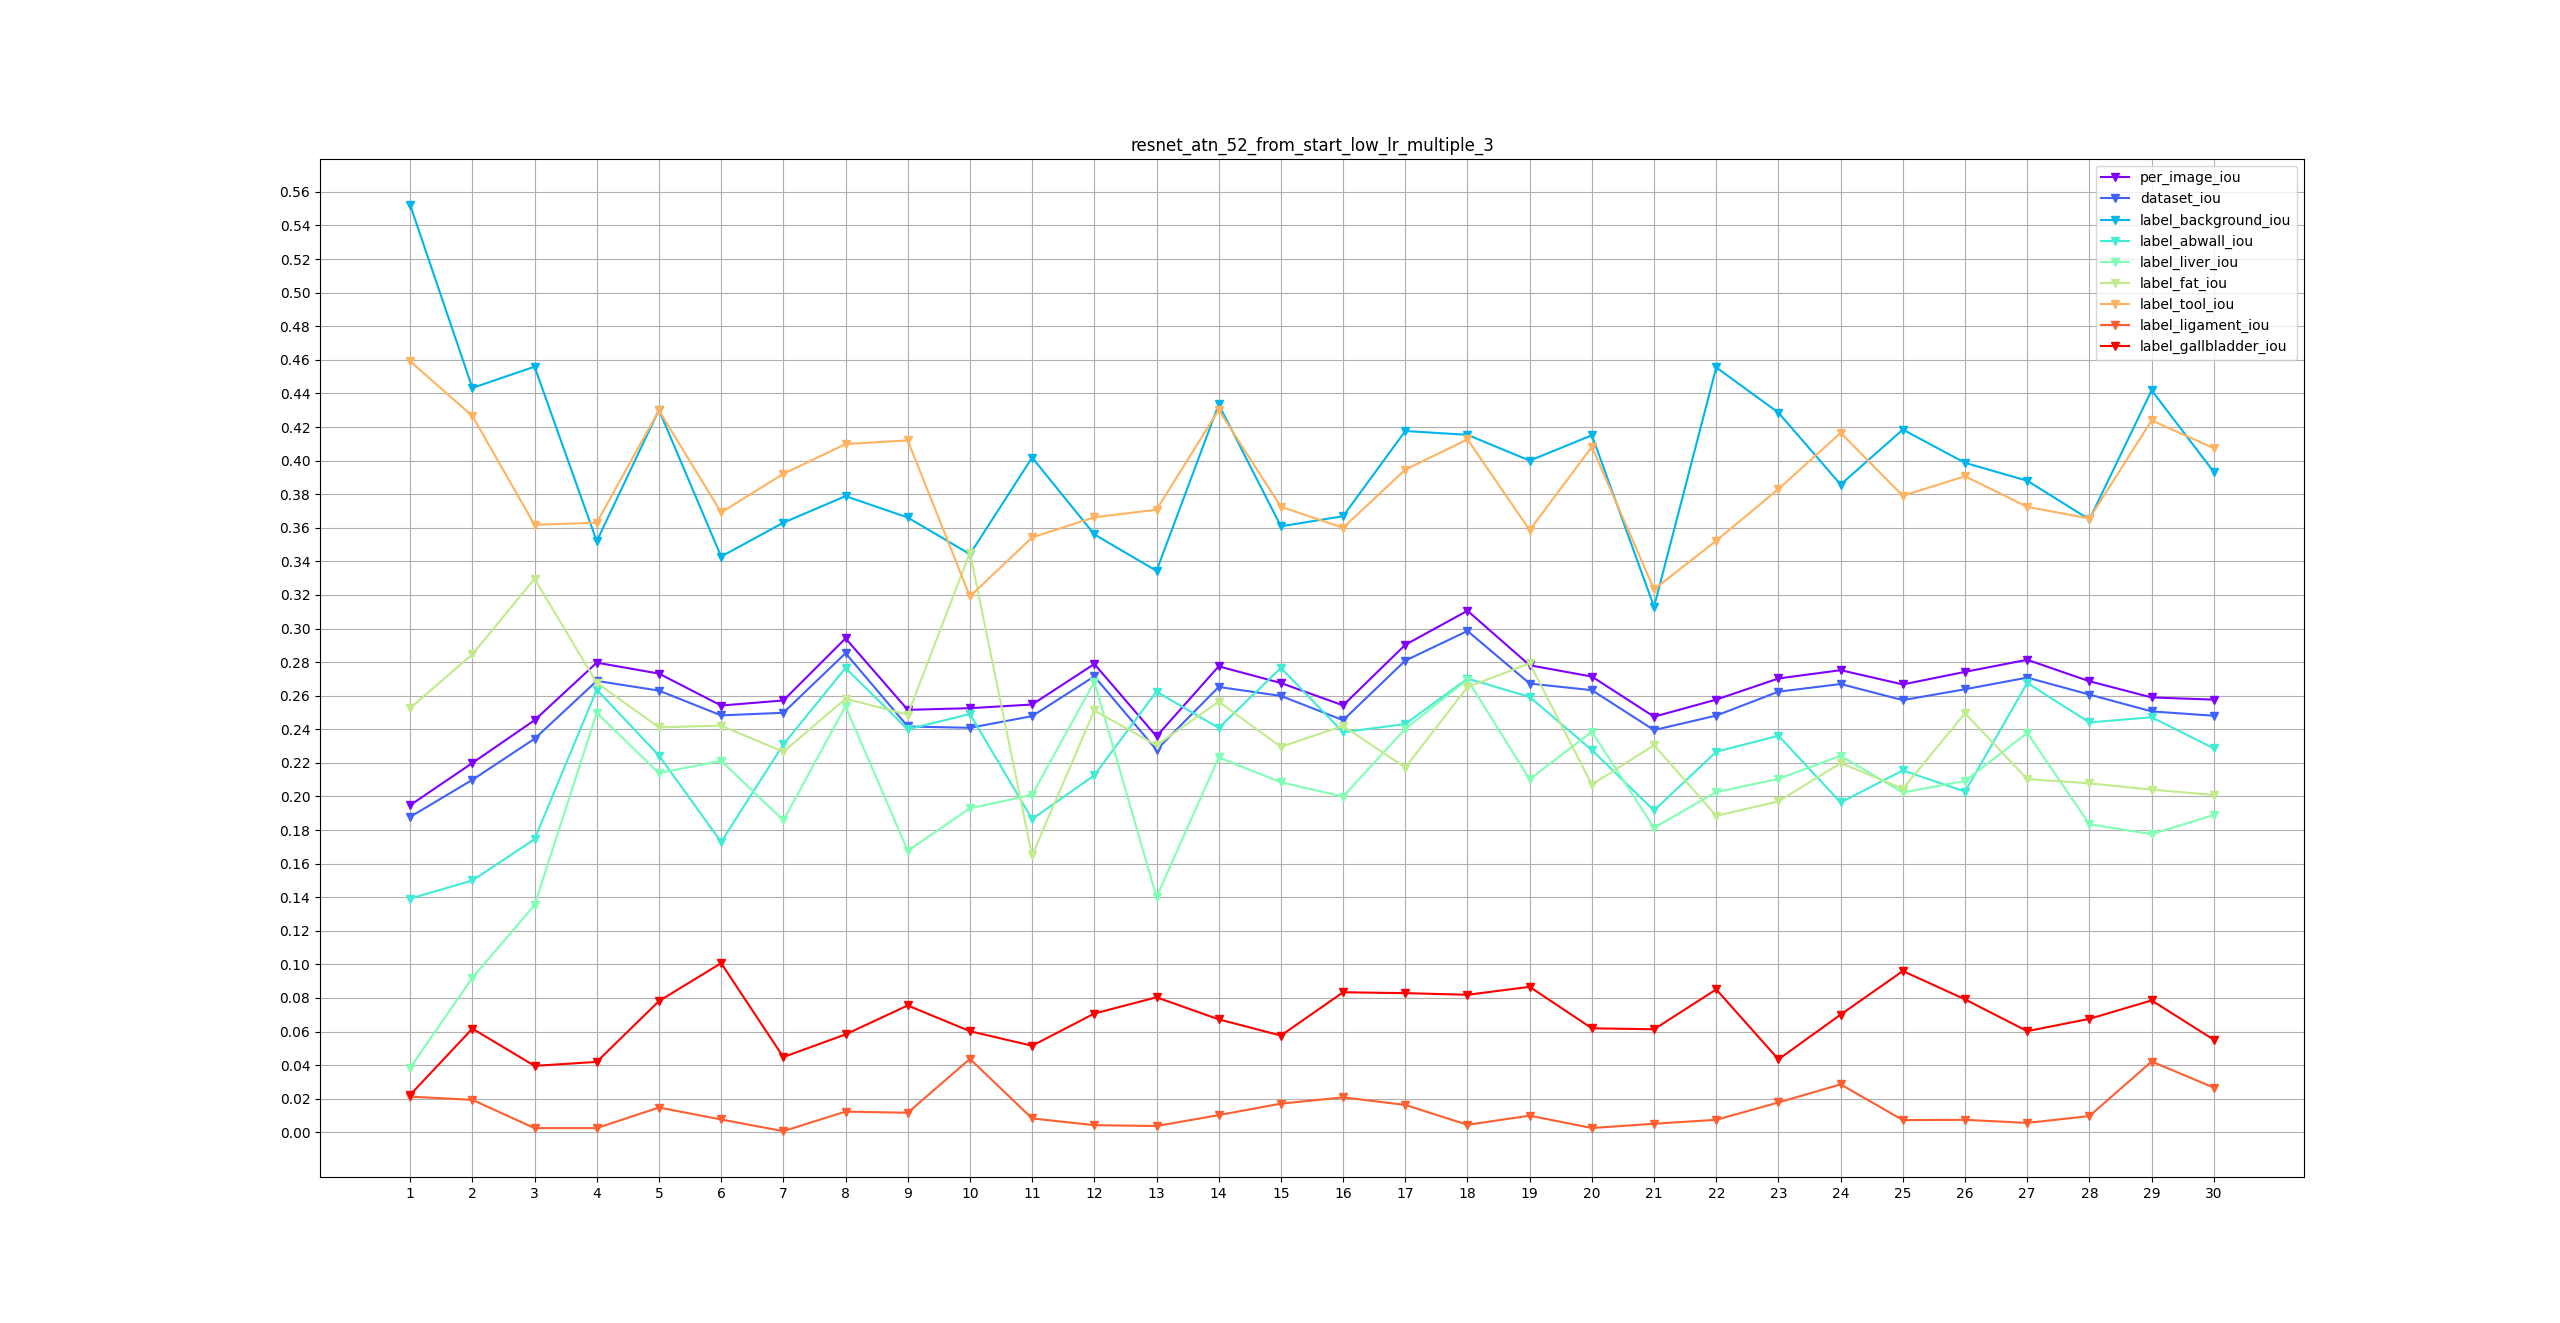 resnet_atn_52_from_start_low_lr_multiple_3
per_image_iou
dataset_iou
label_background_iou
label_abwall_iou
label_liver_iou
label_fat_iou
label_tool_iou
label_ligament_iou
label_gallbladder_iou
0.56
0.54
0.52
0.50
0.48
0.46
0.44
0.42
0.40
0.38
0.36
0.34
0.32
0.30
0.28
0.26
0.24
0.22
0.20
0.18
0.16
0.14
0.12
0.10
0.08
0.06
0.04
0.02
0.00
1 2 3 4 5 6 7 8 9 10 11 12 13 14 15 16 17 18 19 20 21 22 23 24 25 26 27 28 29 30